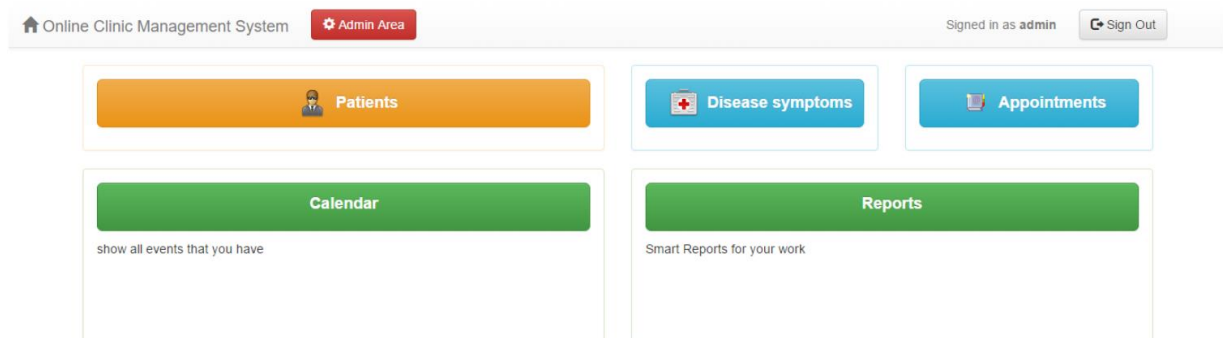 Online Clinic Management System Admin Area Signed in as admin Sign Out
Patients Disease symptoms Appointments
Calendar Reports
show all events that you have Smart Reports for your work